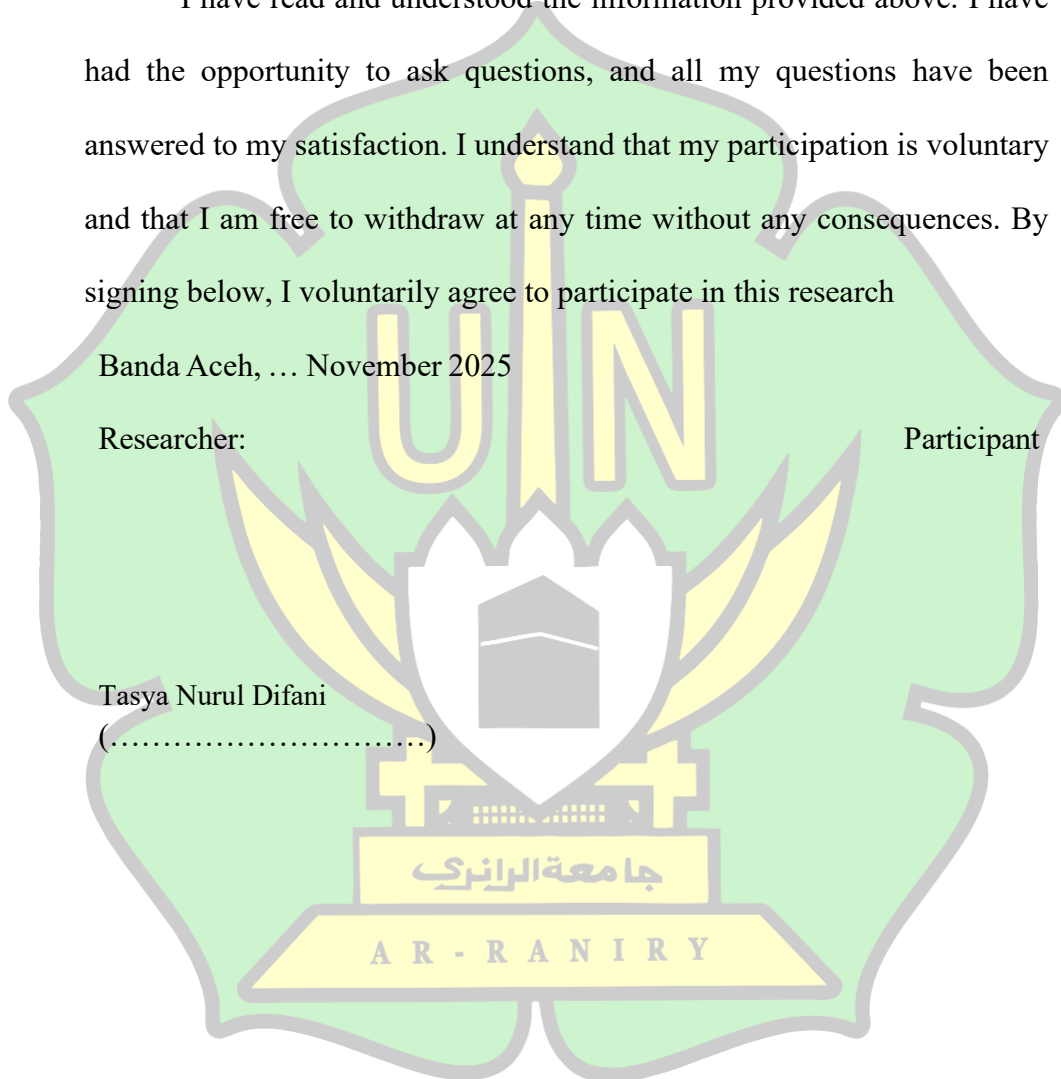 I have read and understood the information provided above. I have
had the opportunity to ask questions, and all my questions have been
answered to my satisfaction. I understand that my participation is voluntary
and that I am free to withdraw at any time without any consequences. By
signing below, I voluntarily agree to participate in this research
Banda Aceh, … November 2025
Researcher: Participant
UIN
Tasya Nurul Difani
(…………………………)
جامعةالرانري
AR-RANIRY